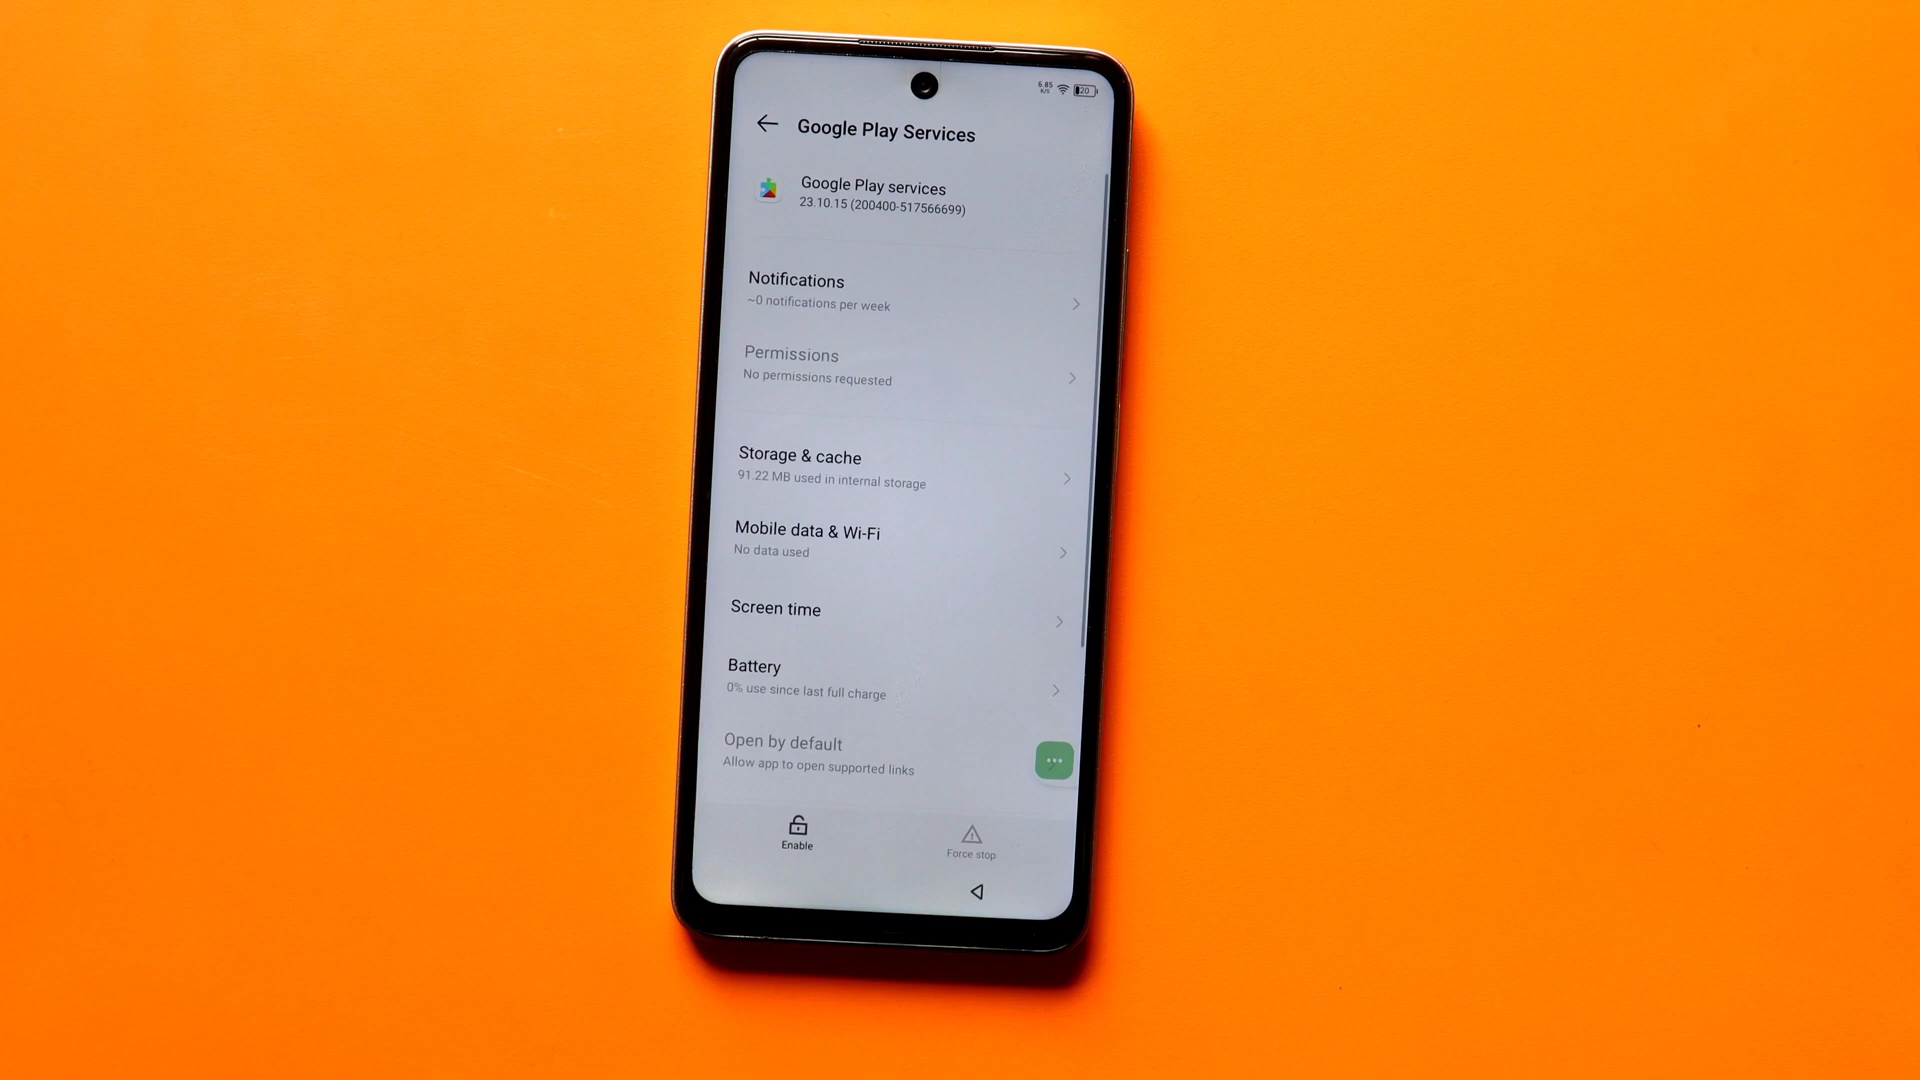 6.85
K/S
20
Google Play Services
Google Play services
23.10.15 (200400-517566699)
Notifications
~0 notifications per week
Permissions
No permissions requested
Storage & cache
91.22 MB used in internal storage
Mobile data & Wi-Fi
No data used
Screen time
Battery
0% use since last full charge
Open by default
Allow app to open supported links
Enable
Force stop